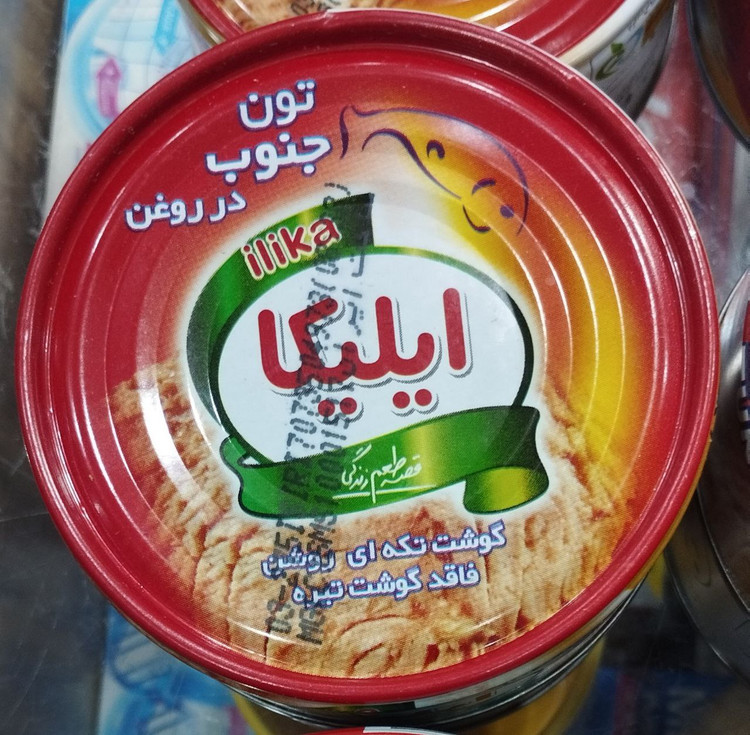 تون
جنوب
در روغن
ilika
ایلیکا
قصه طعم زندگی
گوشت تکه ای روشن
فاقد گوشت تیره